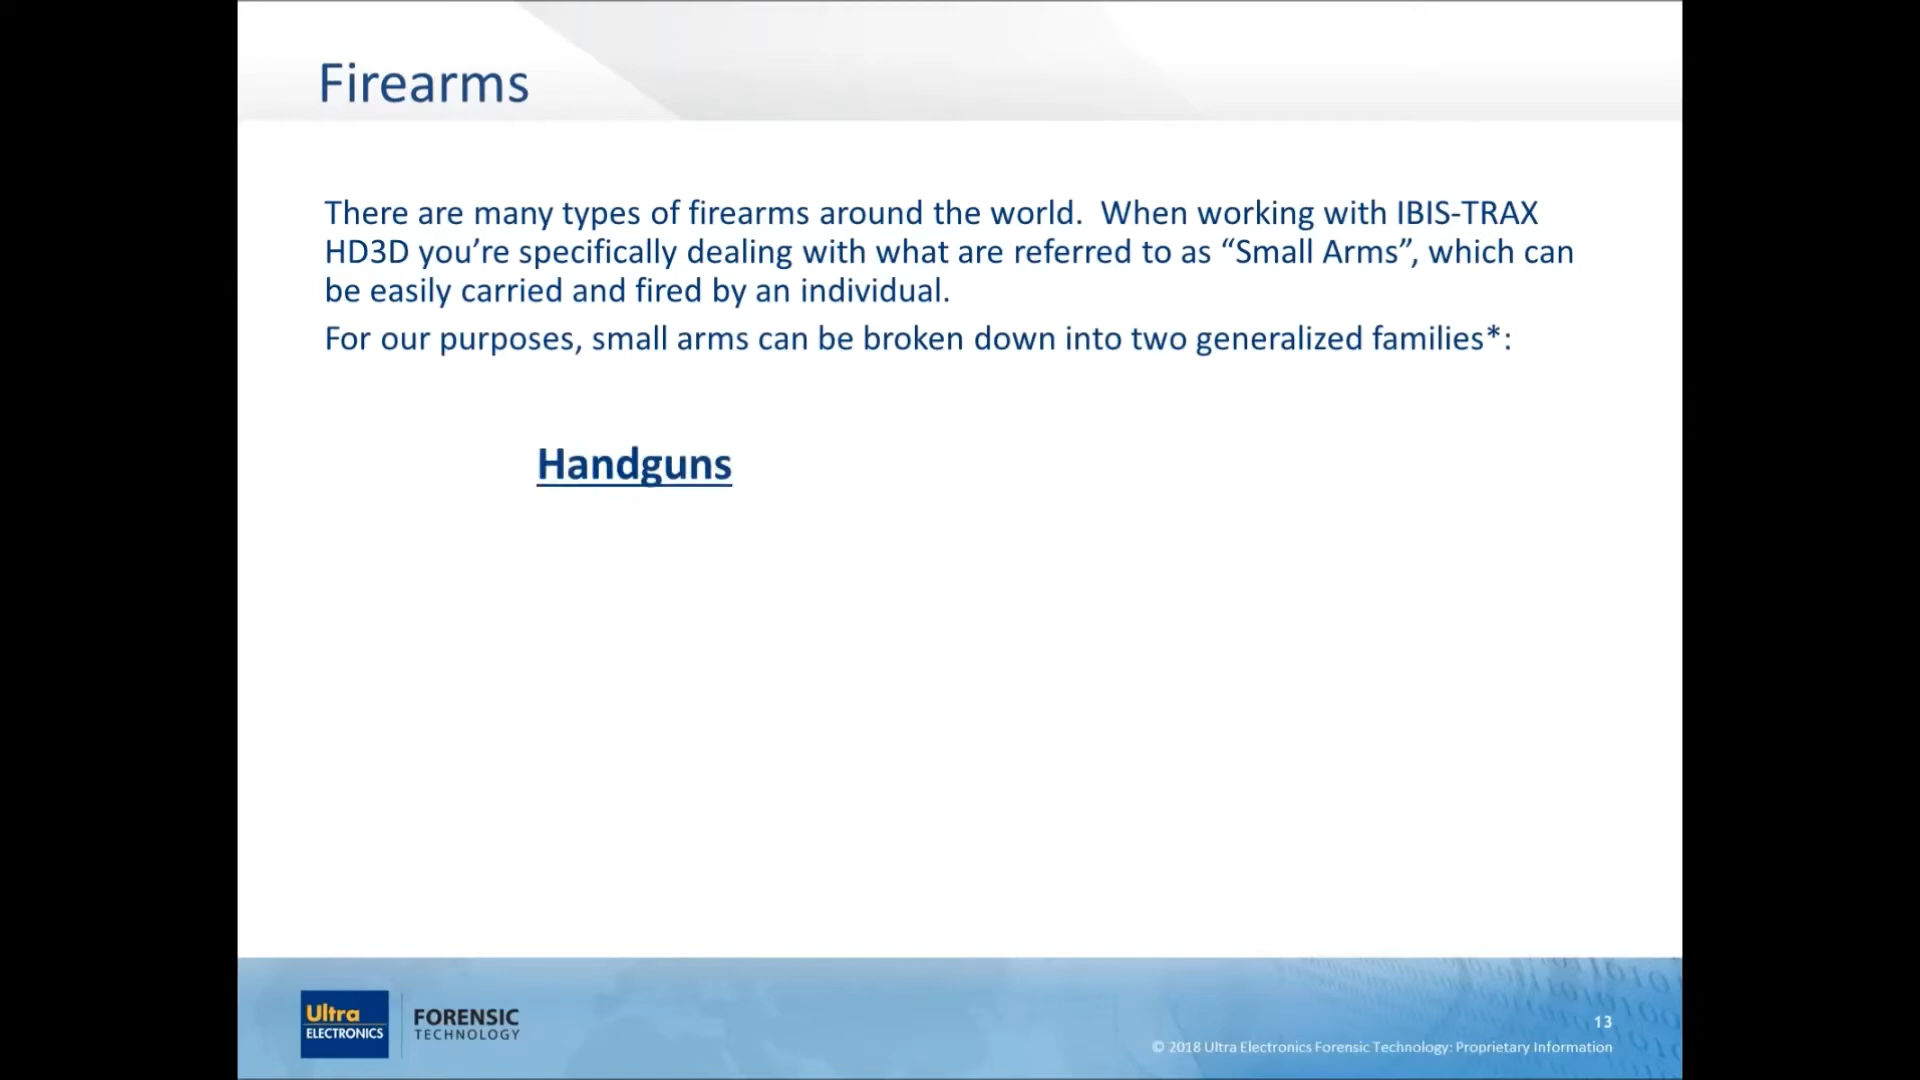 Firearms
There are many types of firearms around the world.  When working with IBIS-TRAX
HD3D you’re specifically dealing with what are referred to as “Small Arms”, which can
be easily carried and fired by an individual.
For our purposes, small arms can be broken down into two generalized families*:
Handguns
Ultra
ELECTRONICS
FORENSIC
TECHNOLOGY
13
© 2018 Ultra Electronics Forensic Technology: Proprietary Information